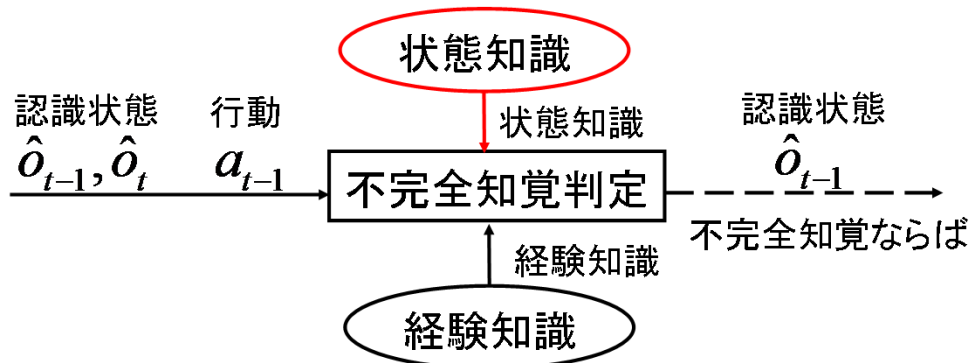 状態知識
認識状態 行動 状態知識 認識状態
ô_{t-1}, ô_t a_{t-1} 不完全知覚判定 ô_{t-1}
不完全知覚ならば
経験知識
経験知識